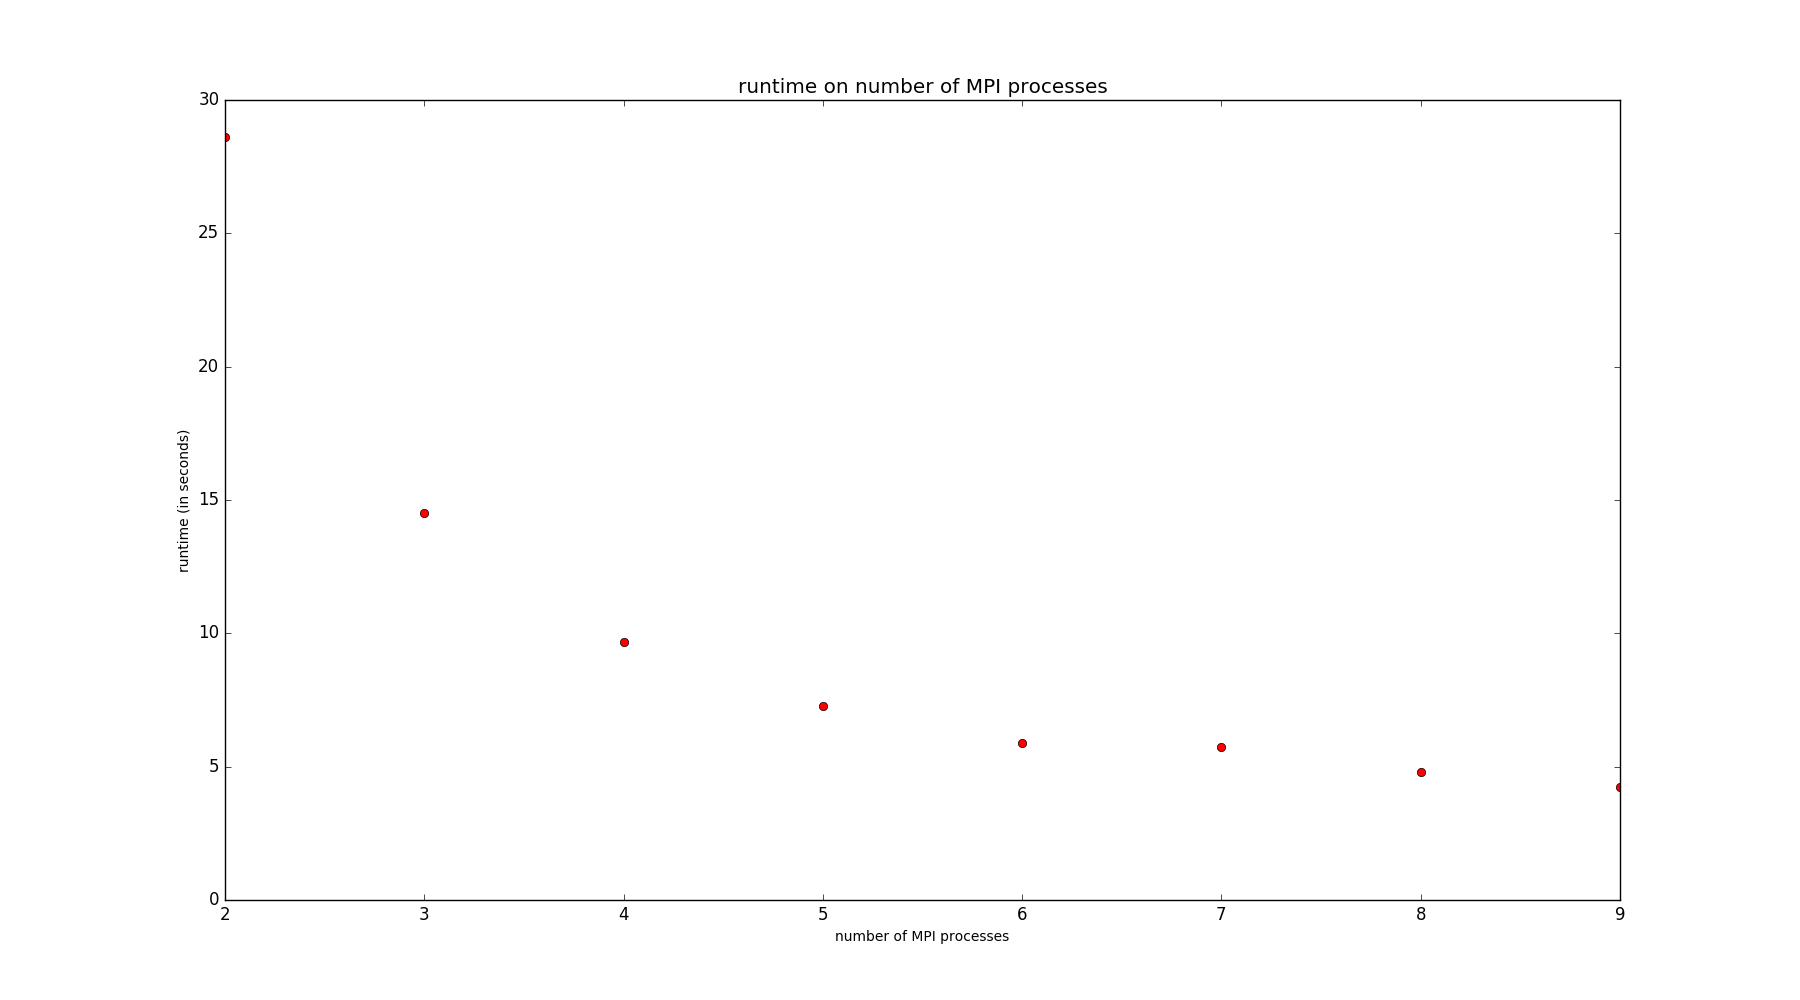 runtime on number of MPI processes
30
25
20
15
10
5
0
runtime (in seconds)
2 3 4 5 6 7 8 9
number of MPI processes